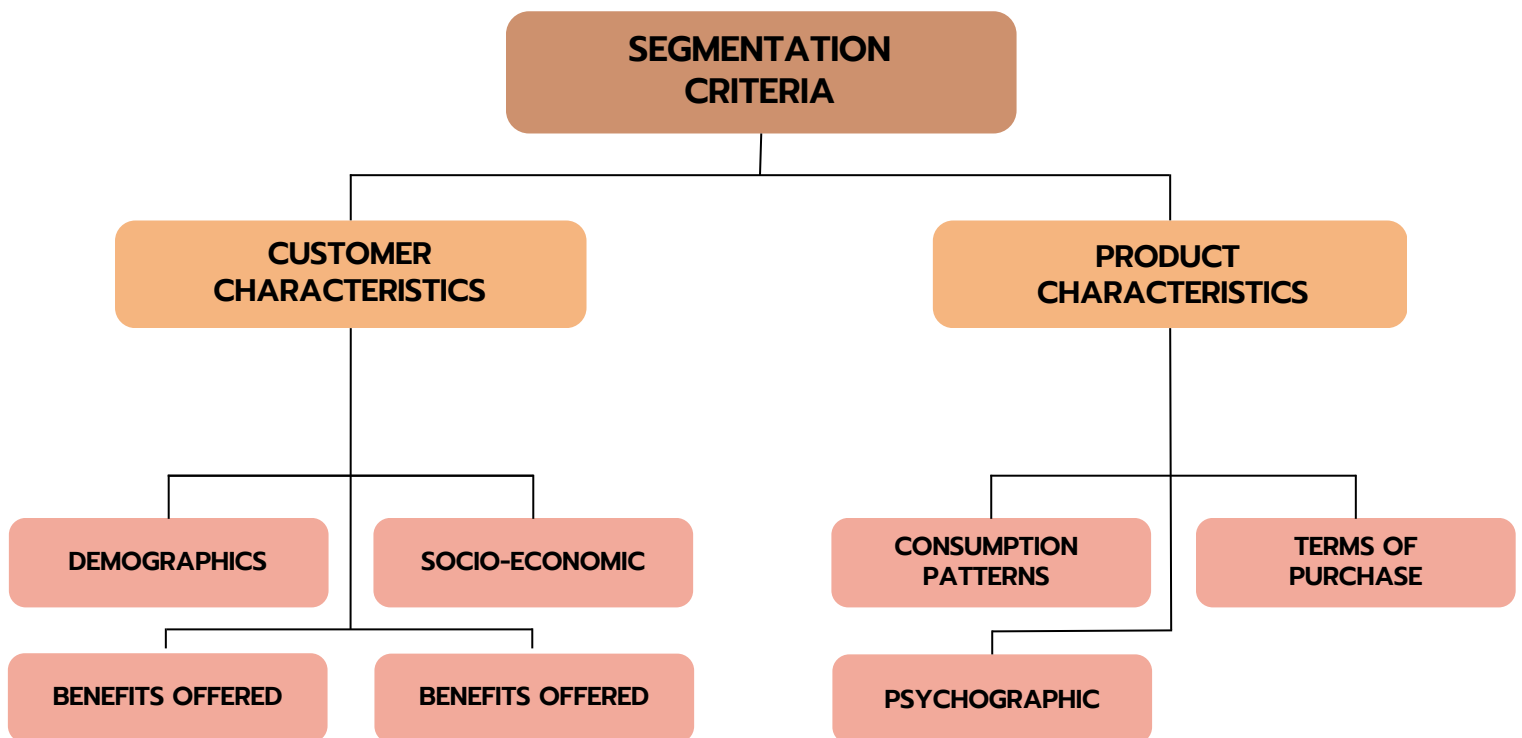 SEGMENTATION
CRITERIA
CUSTOMER
CHARACTERISTICS
PRODUCT
CHARACTERISTICS
DEMOGRAPHICS
SOCIO-ECONOMIC
CONSUMPTION
PATTERNS
TERMS OF
PURCHASE
BENEFITS OFFERED
BENEFITS OFFERED
PSYCHOGRAPHIC